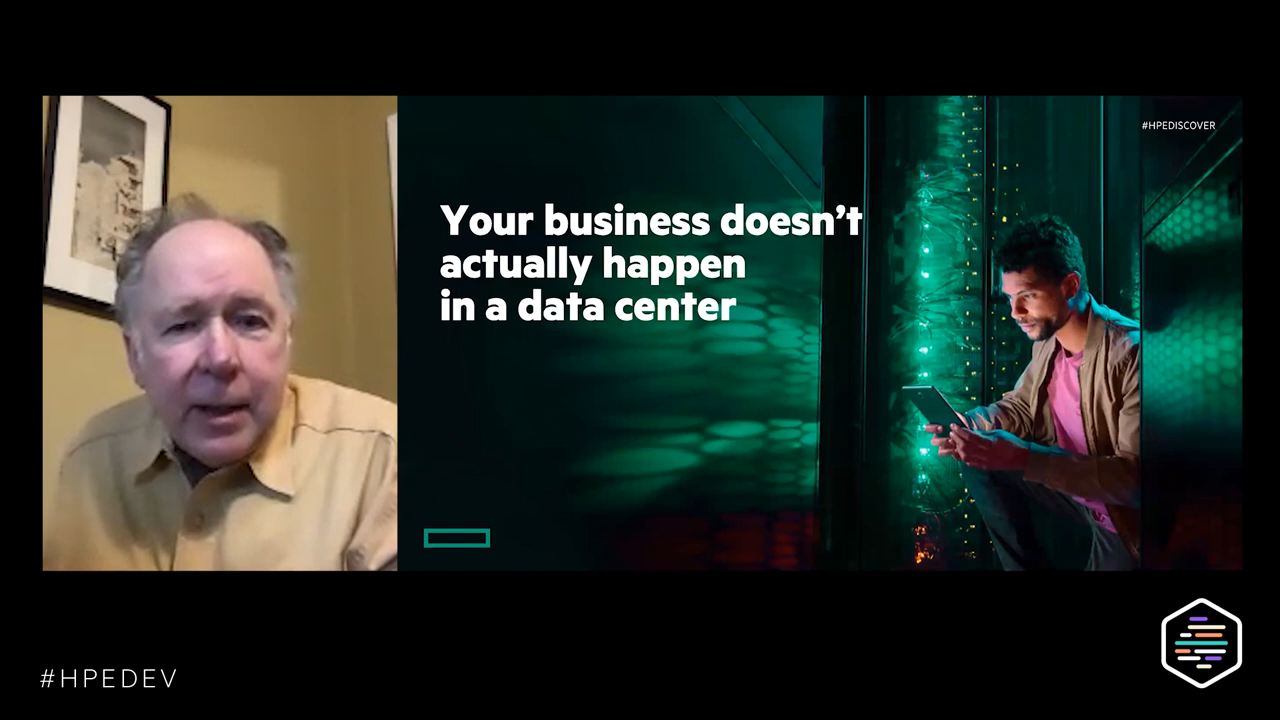 #HPEDISCOVER
Your business doesn’t
actually happen
in a data center
#HPEDEV